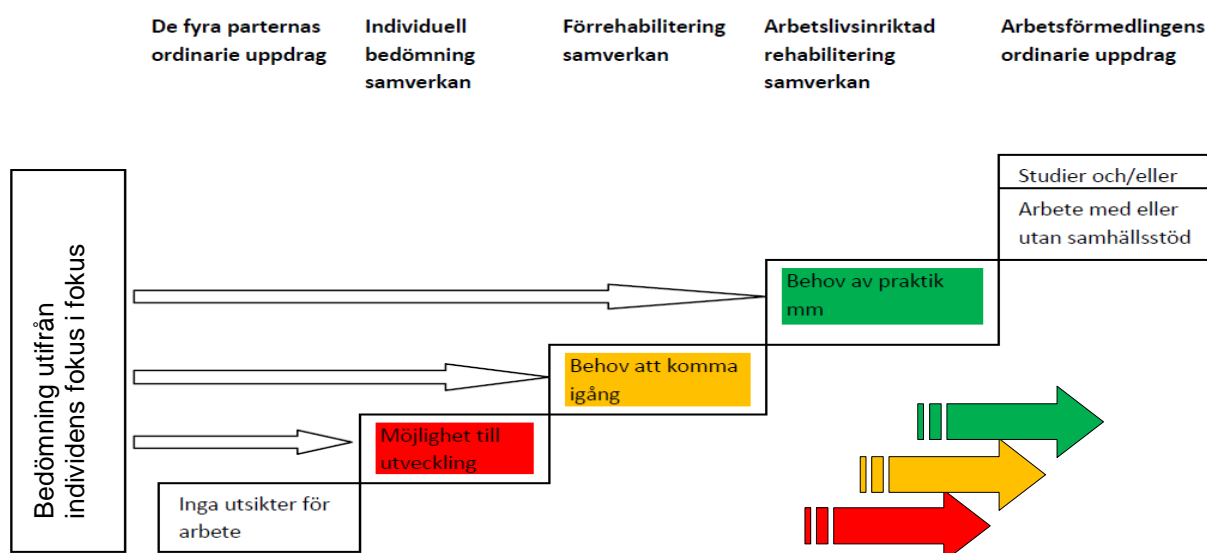 De fyra parternas
ordinarie uppdrag
Individuell
bedömning
samverkan
Förrehabilitering
samverkan
Arbetslivsinriktad
rehabilitering
samverkan
Arbetsförmedlingens
ordinarie uppdrag
Bedömning utifrån
individens fokus i fokus
Studier och/eller
Arbete med eller
utan samhällsstöd
Behov av praktik
mm
Behov att komma
igång
Möjlighet till
utveckling
Inga utsikter för
arbete